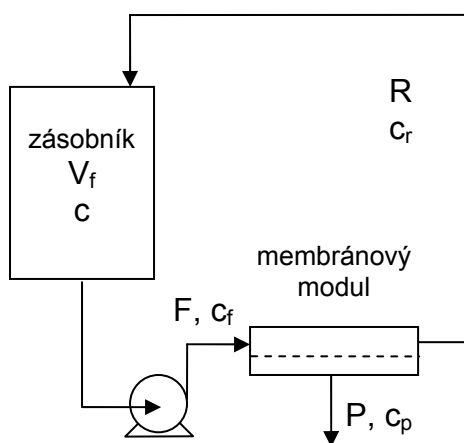 zásobník
V_f
c
R
c_r
membránový
modul
F, c_f
P, c_p